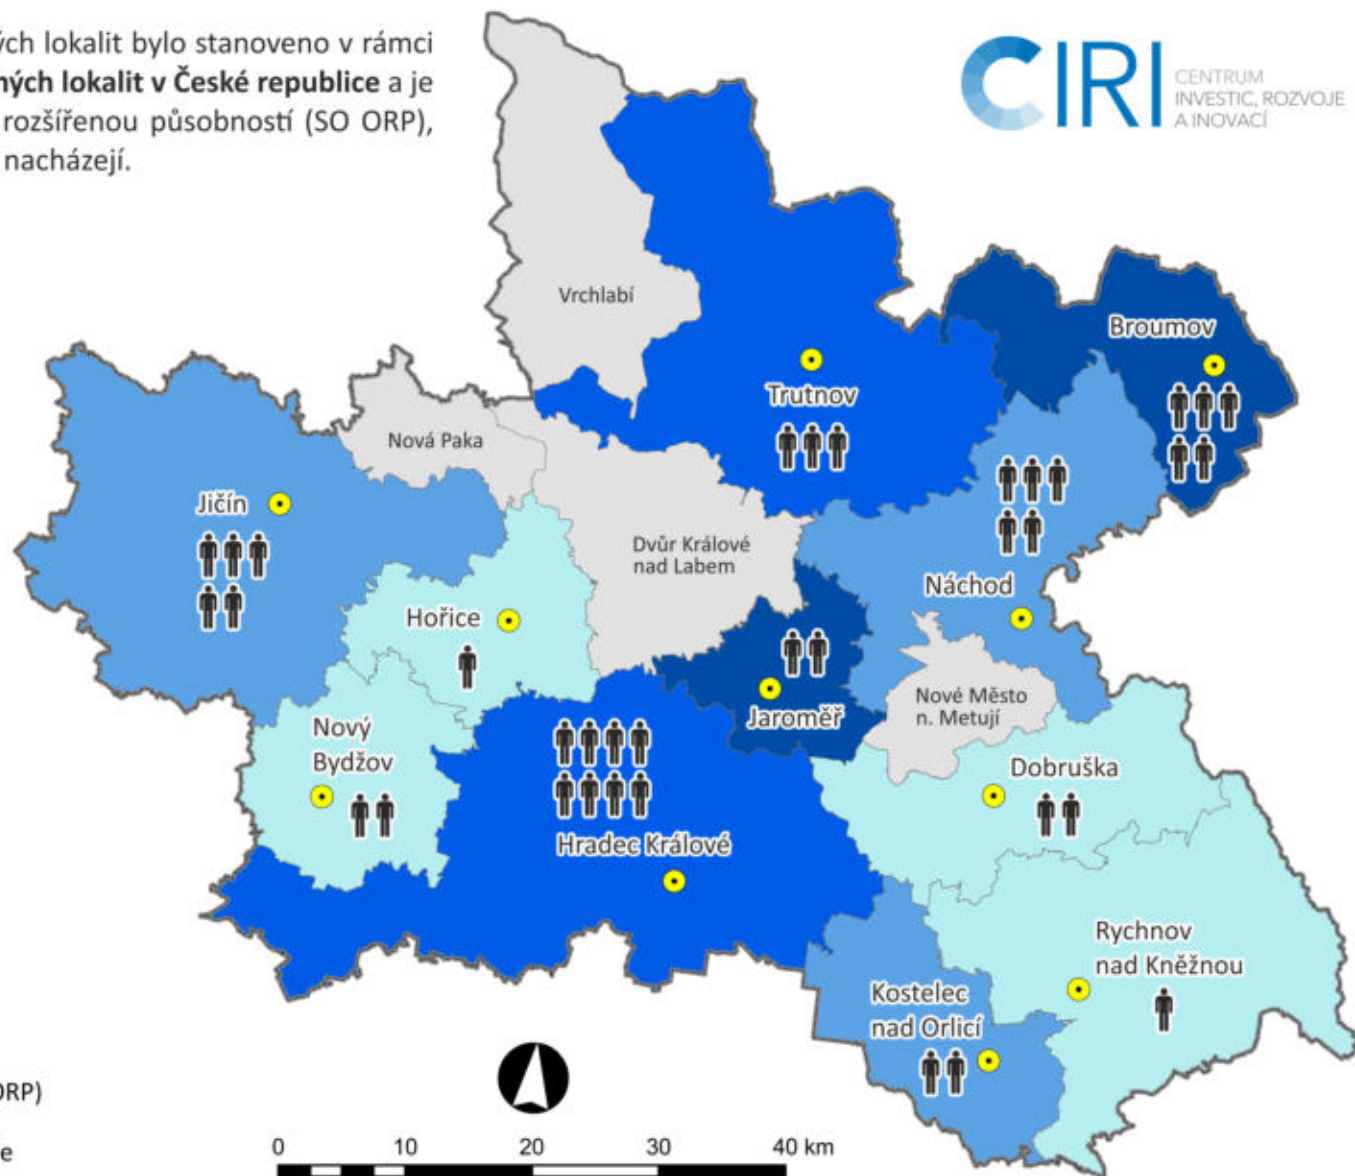 ých lokalit bylo stanoveno v rámci
ných lokalit v České republice a je
rozšířenou působností (SO ORP),
nacházejí.
CIRI
CENTRUM
INVESTIC, ROZVOJE
A INOVACÍ
Vrchlabí
Broumov
Trutnov
Nová Paka
Jičín
Dvůr Králové
nad Labem
Náchod
Hořice
Nové Město
n. Metují
Jaroměř
Nový
Bydžov
Dobruška
Hradec Králové
Rychnov
nad Kněžnou
Kostelec
nad Orlicí
ORP)
e
0 10 20 30 40 km